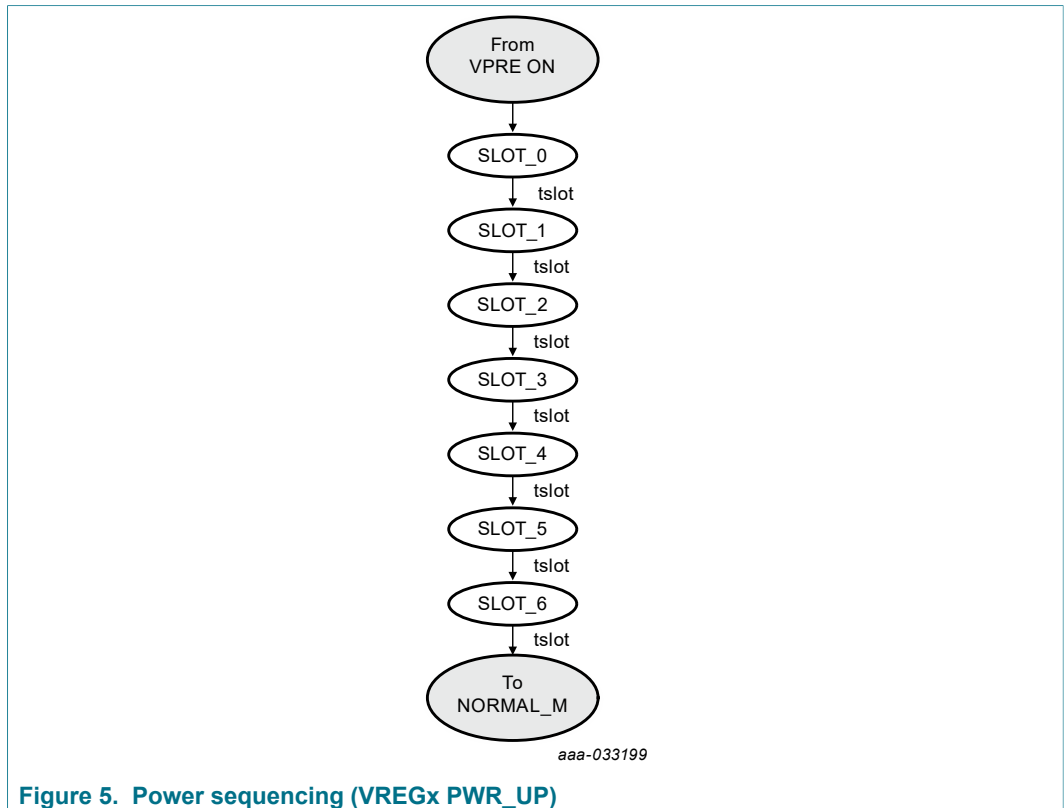 From
VPRE ON
SLOT_0
tslot
SLOT_1
tslot
SLOT_2
tslot
SLOT_3
tslot
SLOT_4
tslot
SLOT_5
tslot
SLOT_6
tslot
To
NORMAL_M
aaa-033199
Figure 5. Power sequencing (VREGx PWR_UP)